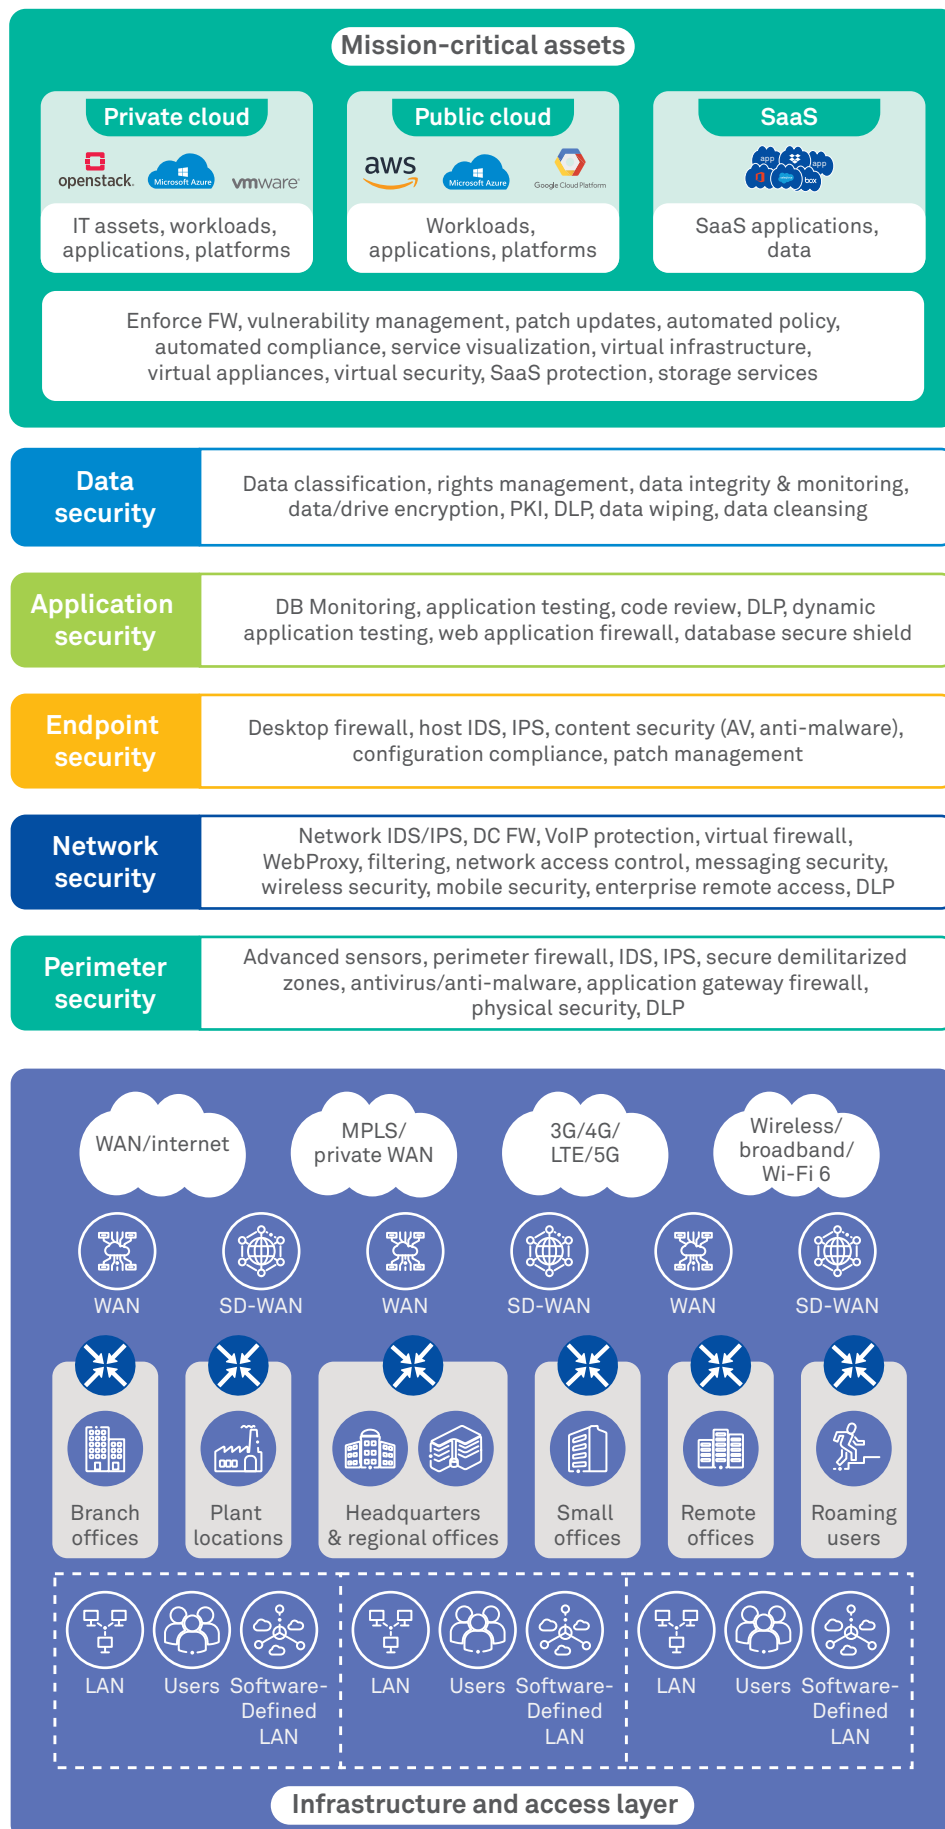 Mission-critical assets
Private cloud
Public cloud
SaaS
openstack.
Microsoft Azure
vmware
aws
Microsoft Azure
Google Cloud Platform
app
app
box
IT assets, workloads,
applications, platforms
Workloads,
applications, platforms
SaaS applications,
data
Enforce FW, vulnerability management, patch updates, automated policy,
automated compliance, service visualization, virtual infrastructure,
virtual appliances, virtual security, SaaS protection, storage services
Data
security
Data classification, rights management, data integrity & monitoring,
data/drive encryption, PKI, DLP, data wiping, data cleansing
Application
security
DB Monitoring, application testing, code review, DLP, dynamic
application testing, web application firewall, database secure shield
Endpoint
security
Desktop firewall, host IDS, IPS, content security (AV, anti-malware),
configuration compliance, patch management
Network
security
Network IDS/IPS, DC FW, VoIP protection, virtual firewall,
WebProxy, filtering, network access control, messaging security,
wireless security, mobile security, enterprise remote access, DLP
Perimeter
security
Advanced sensors, perimeter firewall, IDS, IPS, secure demilitarized
zones, antivirus/anti-malware, application gateway firewall,
physical security, DLP
WAN/internet
MPLS/
private WAN
3G/4G/
LTE/5G
Wireless/
broadband/
Wi-Fi 6
WAN
SD-WAN
WAN
SD-WAN
WAN
SD-WAN
Branch
offices
Plant
locations
Headquarters
& regional offices
Small
offices
Remote
offices
Roaming
users
LAN
Users
Software-
Defined
LAN
LAN
Users
Software-
Defined
LAN
LAN
Users
Software-
Defined
LAN
Infrastructure and access layer